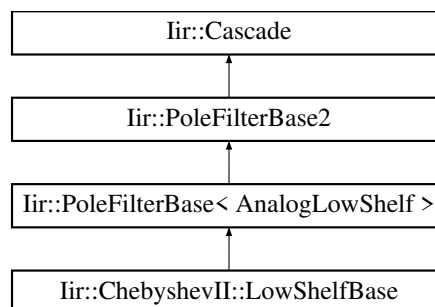 Iir::Cascade
Iir::PoleFilterBase2
Iir::PoleFilterBase< AnalogLowShelf >
Iir::ChebyshevII::LowShelfBase